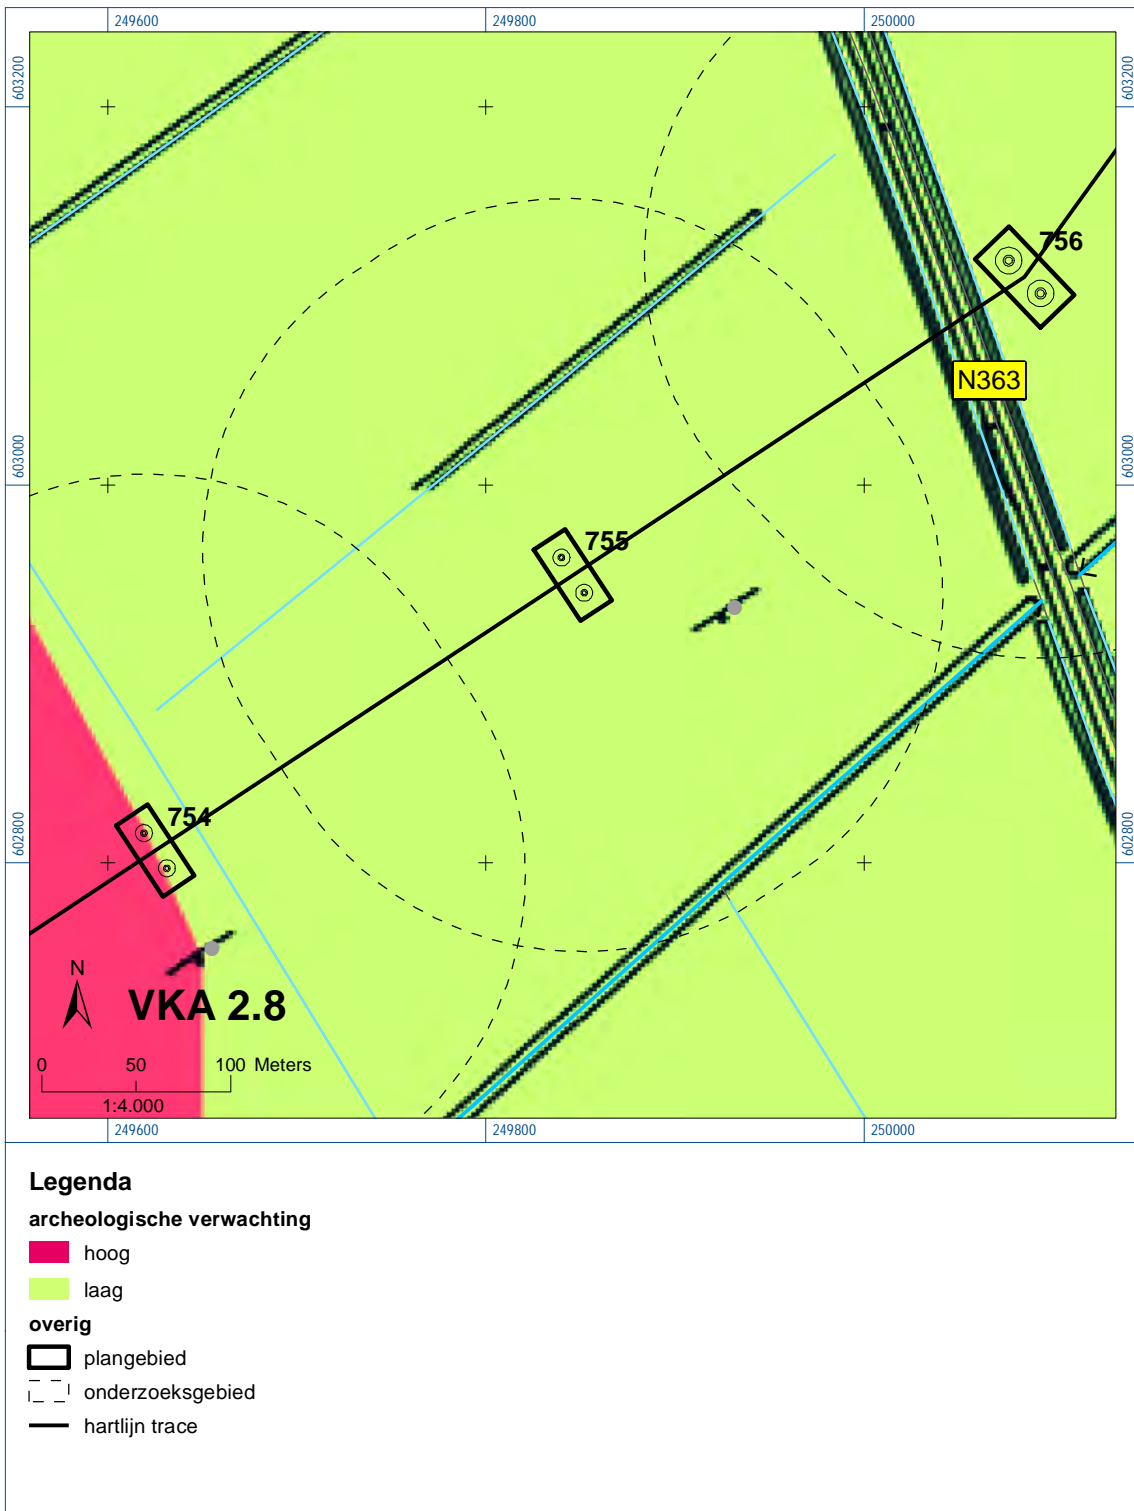 249600 249800 250000
603200 603200
756
N363
603000 603000
755
754
602800 602800
N
VKA 2.8
0 50 100 Meters
1:4.000
249600 249800 250000
Legenda
archeologische verwachting
hoog
laag
overig
plangebied
onderzoeksgebied
hartlijn trace